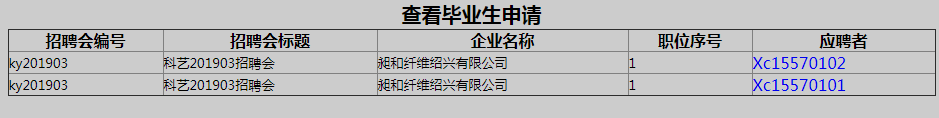 查看毕业生申请
招聘会编号 招聘会标题 企业名称 职位序号 应聘者
ky201903 科艺201903招聘会 昶和纤维绍兴有限公司 1 Xc15570102
ky201903 科艺201903招聘会 昶和纤维绍兴有限公司 1 Xc15570101